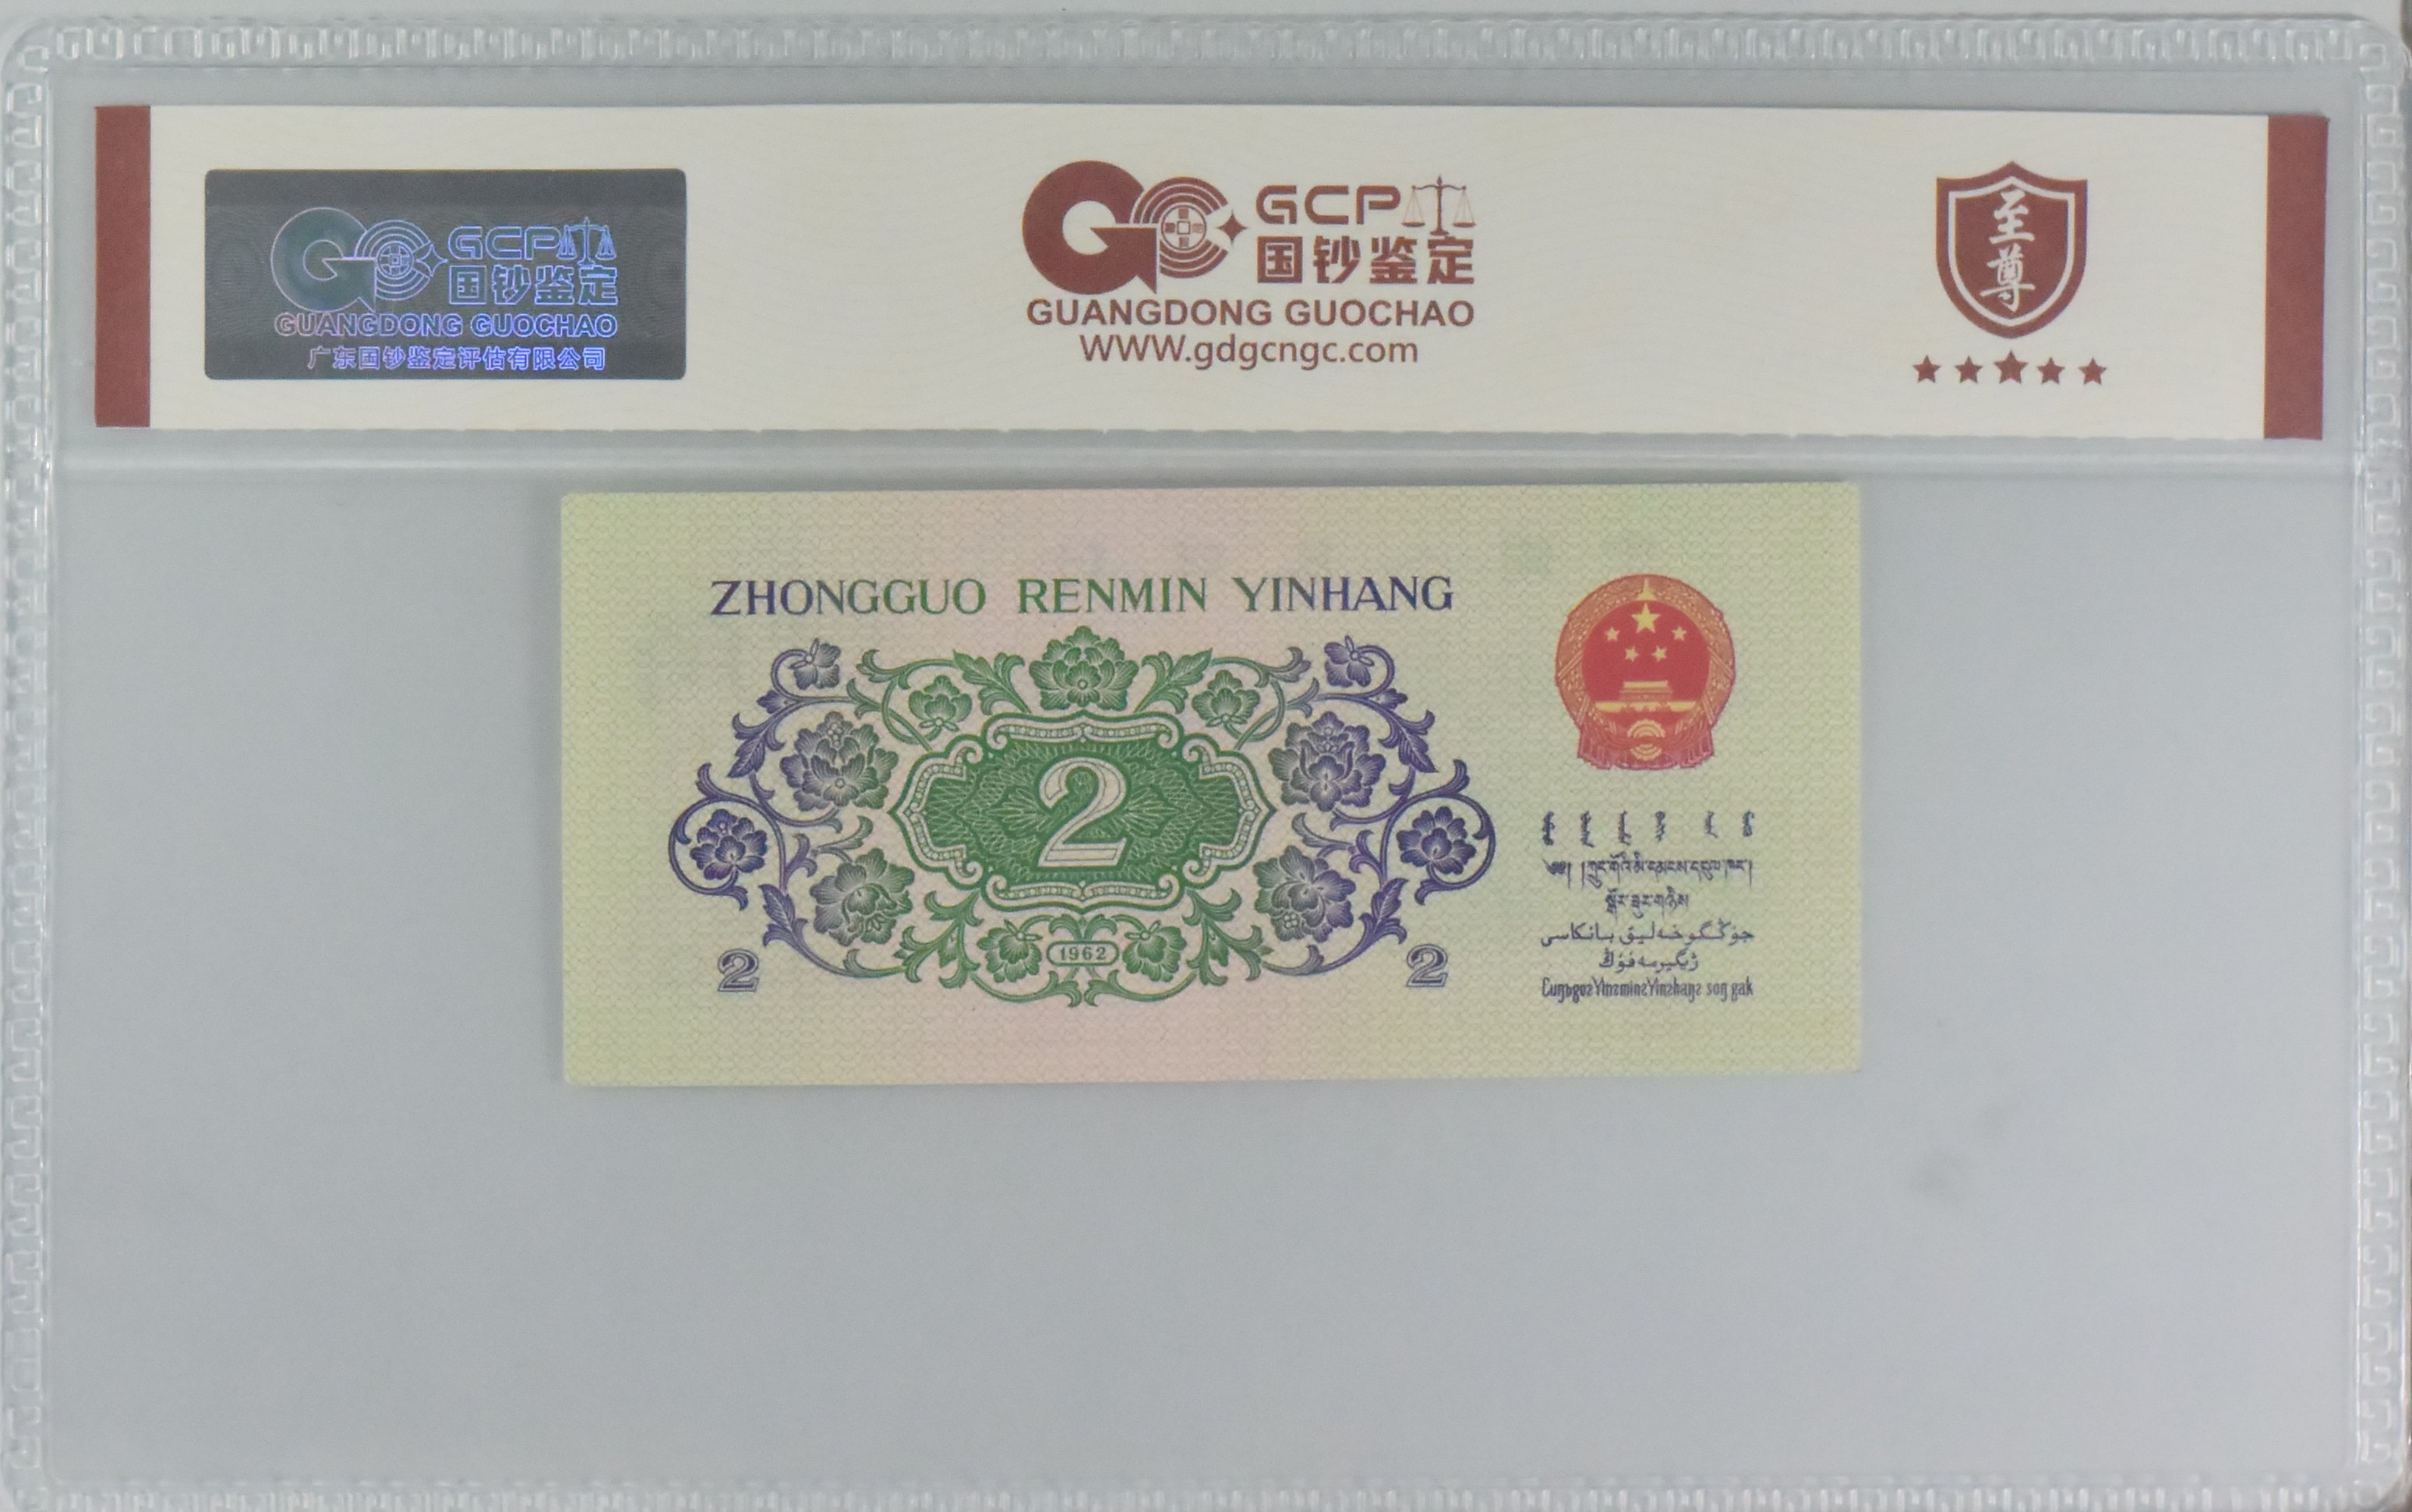 GCP
国钞鉴定
GUANGDONG GUOCHAO
广东国钞鉴定评估有限公司
GCP
国钞鉴定
GUANGDONG GUOCHAO
WWW.gdgcngc.com
至尊
ZHONGGUO RENMIN YINHANG
2
1962
2 2
جۇڭگوخەلىق بانكاسى